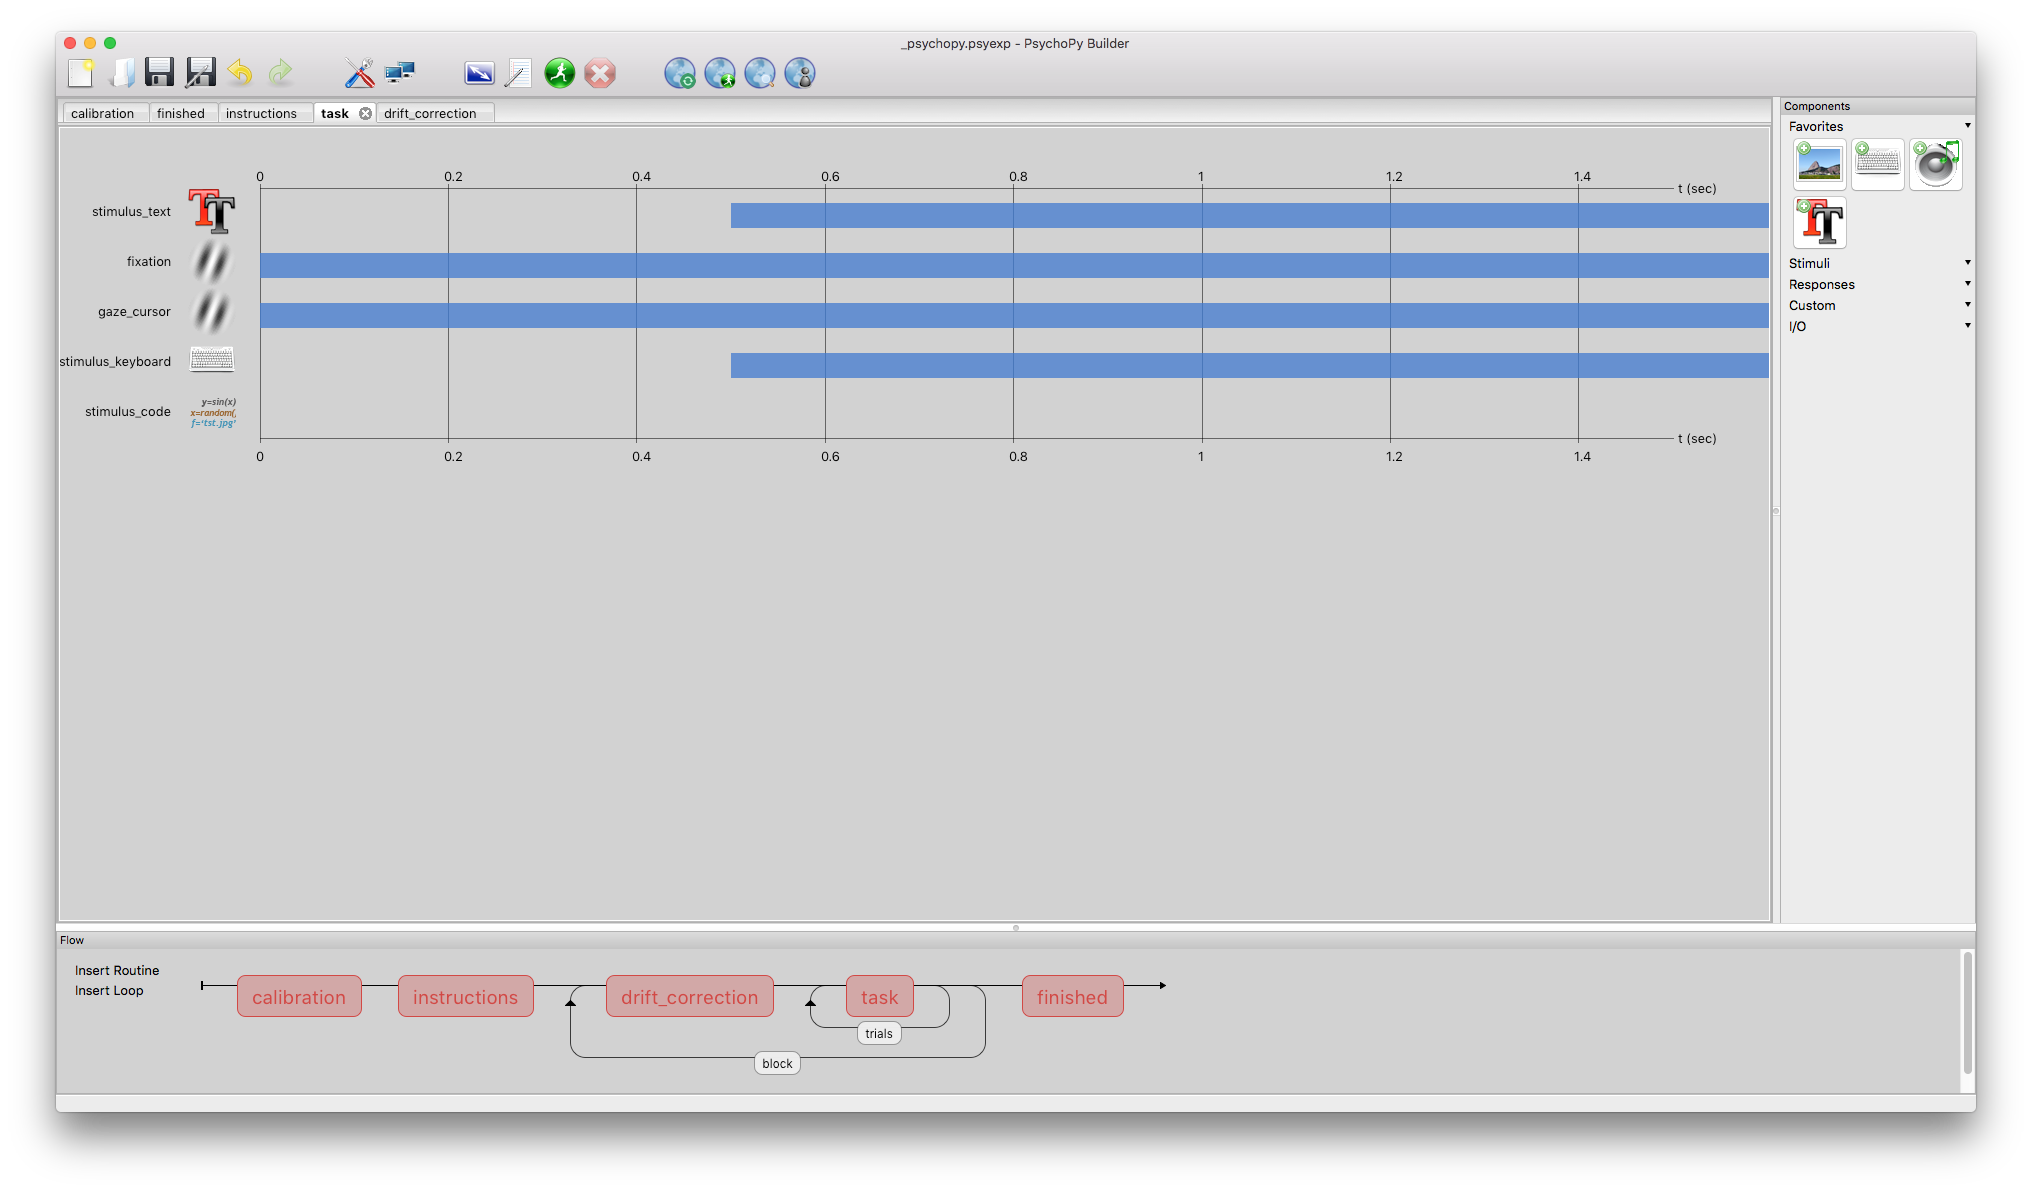 _psychopy.psyexp - PsychoPy Builder
calibration finished instructions task drift_correction
Components
Favorites
Stimuli
Responses
Custom
I/O
0 0.2 0.4 0.6 0.8 1 1.2 1.4
t (sec)
stimulus_text
fixation
gaze_cursor
stimulus_keyboard
stimulus_code
y=sin(x)
x=random(,
f='tst.jpg'
t (sec)
0 0.2 0.4 0.6 0.8 1 1.2 1.4
Flow
Insert Routine
Insert Loop
calibration instructions drift_correction task finished
trials
block